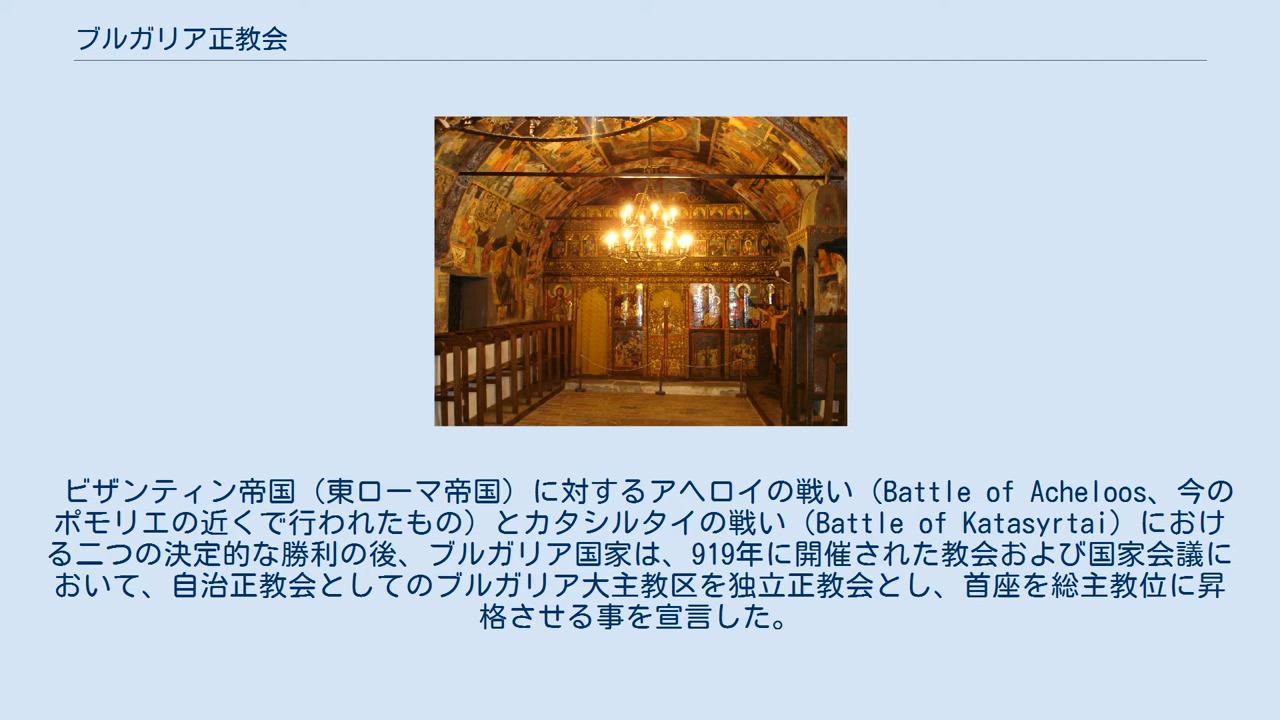 ブルガリア正教会
ビザンティン帝国（東ローマ帝国）に対するアヘロイの戦い（Battle of Acheloos、今の
ポモリエの近くで行われたもの）とカタシルタイの戦い（Battle of Katasyrtai）におけ
る二つの決定的な勝利の後、ブルガリア国家は、919年に開催された教会および国家会議に
おいて、自治正教会としてのブルガリア大主教区を独立正教会とし、首座を総主教位に昇
格させる事を宣言した。